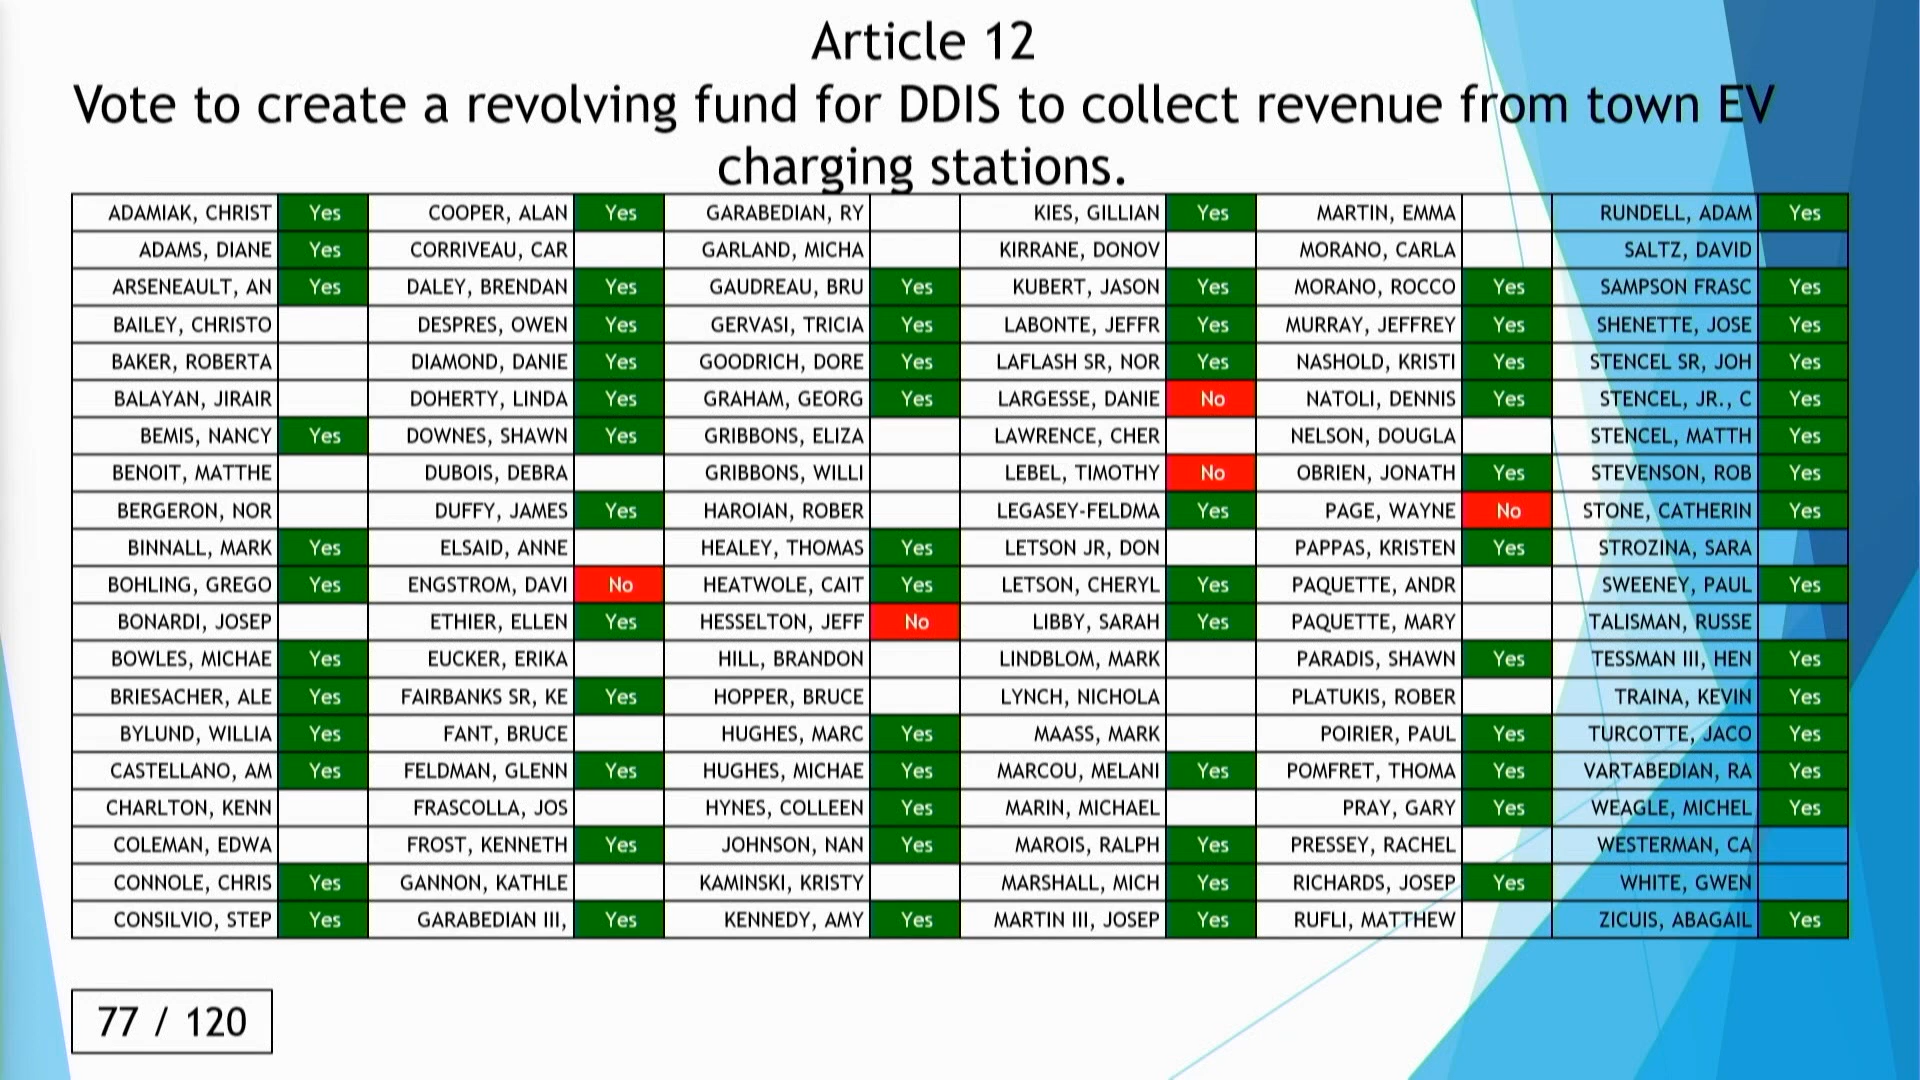 Article 12
Vote to create a revolving fund for DDIS to collect revenue from town EV
charging stations.
ADAMIAK, CHRIST Yes COOPER, ALAN Yes GARABEDIAN, RY KIES, GILLIAN Yes MARTIN, EMMA RUNDELL, ADAM Yes
ADAMS, DIANE Yes CORRIVEAU, CAR GARLAND, MICHA KIRRANE, DONOV MORANO, CARLA SALTZ, DAVID
ARSENEAULT, AN Yes DALEY, BRENDAN Yes GAUDREAU, BRU Yes KUBERT, JASON Yes MORANO, ROCCO Yes SAMPSON FRASC Yes
BAILEY, CHRISTO DESPRES, OWEN Yes GERVASI, TRICIA Yes LABONTE, JEFFR Yes MURRAY, JEFFREY Yes SHENETTE, JOSE Yes
BAKER, ROBERTA DIAMOND, DANIE Yes GOODRICH, DORE Yes LAFLASH SR, NOR Yes NASHOLD, KRISTI Yes STENCEL SR, JOH Yes
BALAYAN, JIRAIR DOHERTY, LINDA Yes GRAHAM, GEORG Yes LARGESSE, DANIE No NATOLI, DENNIS Yes STENCEL, JR., C Yes
BEMIS, NANCY Yes DOWNES, SHAWN Yes GRIBBONS, ELIZA LAWRENCE, CHER NELSON, DOUGLA STENCEL, MATTH Yes
BENOIT, MATTHE DUBOIS, DEBRA GRIBBONS, WILLI LEBEL, TIMOTHY No OBRIEN, JONATH Yes STEVENSON, ROB Yes
BERGERON, NOR DUFFY, JAMES Yes HAROIAN, ROBER LEGASEY-FELDMA Yes PAGE, WAYNE No STONE, CATHERIN Yes
BINNALL, MARK Yes ELSAID, ANNE HEALEY, THOMAS Yes LETSON JR, DON PAPPAS, KRISTEN Yes STROZINA, SARA
BOHLING, GREGO Yes ENGSTROM, DAVI No HEATWOLE, CAIT Yes LETSON, CHERYL Yes PAQUETTE, ANDR SWEENEY, PAUL Yes
BONARDI, JOSEP ETHIER, ELLEN Yes HESSELTON, JEFF No LIBBY, SARAH Yes PAQUETTE, MARY TALISMAN, RUSSE
BOWLES, MICHAE Yes EUCKER, ERIKA HILL, BRANDON LINDBLOM, MARK PARADIS, SHAWN Yes TESSMAN III, HEN Yes
BRIESACHER, ALE Yes FAIRBANKS SR, KE Yes HOPPER, BRUCE LYNCH, NICHOLA PLATUKIS, ROBER TRAINA, KEVIN Yes
BYLUND, WILLIA Yes FANT, BRUCE HUGHES, MARC Yes MAASS, MARK POIRIER, PAUL Yes TURCOTTE, JACO Yes
CASTELLANO, AM Yes FELDMAN, GLENN Yes HUGHES, MICHAE Yes MARCOU, MELANI Yes POMFRET, THOMA Yes VARTABEDIAN, RA Yes
CHARLTON, KENN FRASCOLLA, JOS HYNES, COLLEEN Yes MARIN, MICHAEL PRAY, GARY Yes WEAGLE, MICHEL Yes
COLEMAN, EDWA FROST, KENNETH Yes JOHNSON, NAN Yes MAROIS, RALPH Yes PRESSEY, RACHEL WESTERMAN, CA
CONNOLE, CHRIS Yes GANNON, KATHLE KAMINSKI, KRISTY MARSHALL, MICH Yes RICHARDS, JOSEP Yes WHITE, GWEN
CONSILVIO, STEP Yes GARABEDIAN III, Yes KENNEDY, AMY Yes MARTIN III, JOSEP Yes RUFLI, MATTHEW ZICUIS, ABAGAIL Yes
77 / 120